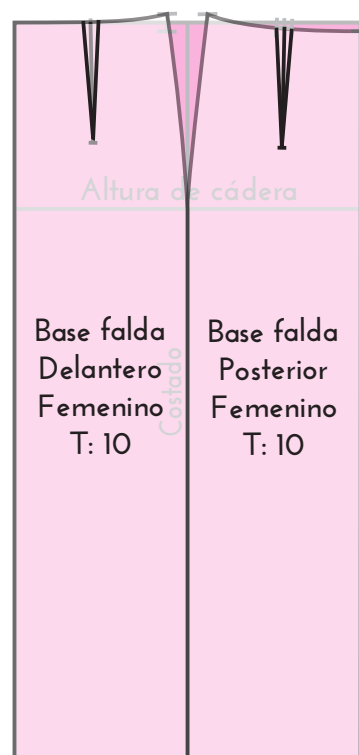 Altura de cádera
Base falda
Delantero
Femenino
T: 10
Costado
Base falda
Posterior
Femenino
T: 10